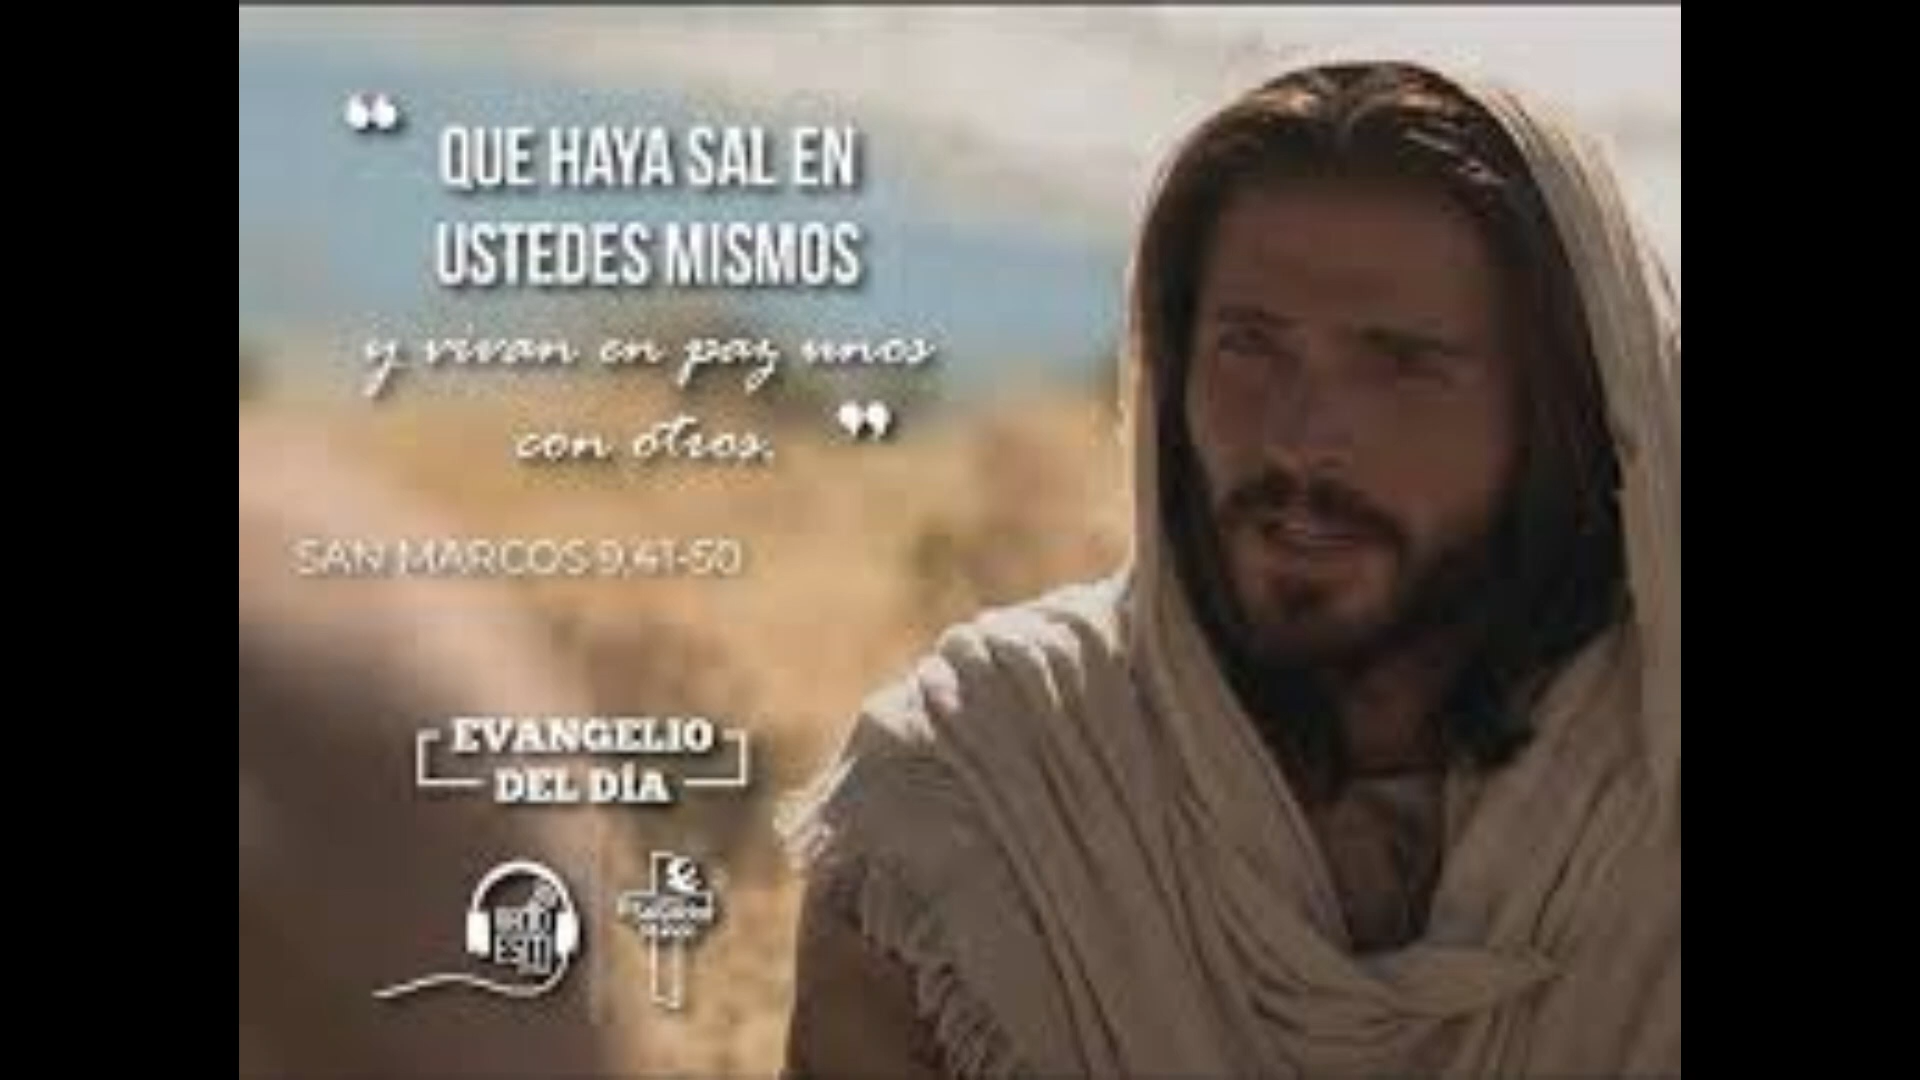 “ QUE HAYA SAL EN
USTEDES MISMOS
y vivan en paz unos
con otros. ”
SAN MARCOS 9,41-50
EVANGELIO
DEL DÍA